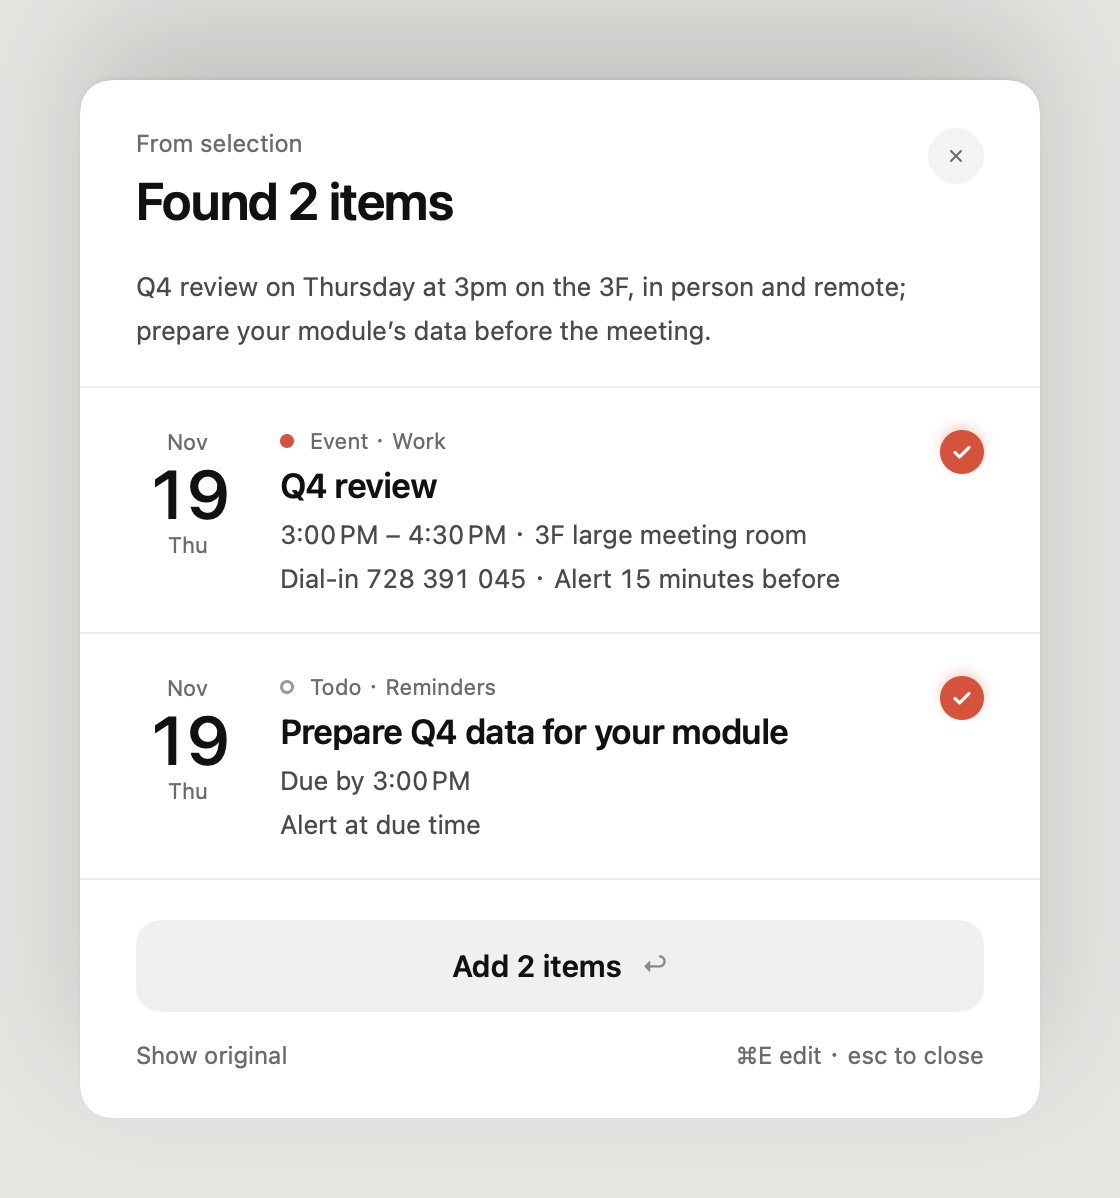 From selection
Found 2 items
Q4 review on Thursday at 3pm on the 3F, in person and remote;
prepare your module’s data before the meeting.
Nov
19
Thu
Event · Work
Q4 review
3:00 PM – 4:30 PM · 3F large meeting room
Dial-in 728 391 045 · Alert 15 minutes before
Nov
19
Thu
Todo · Reminders
Prepare Q4 data for your module
Due by 3:00 PM
Alert at due time
Add 2 items
Show original
⌘E edit · esc to close